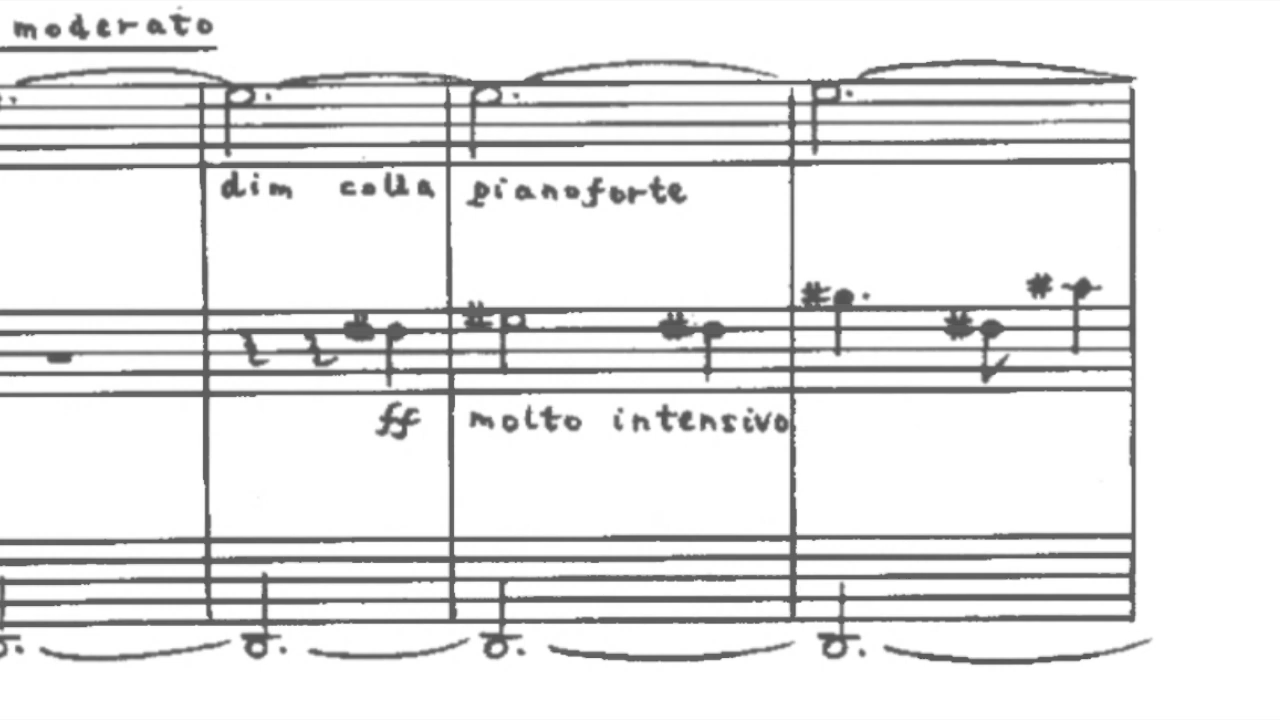 moderato
dim colla pianoforte
ff molto intensivo